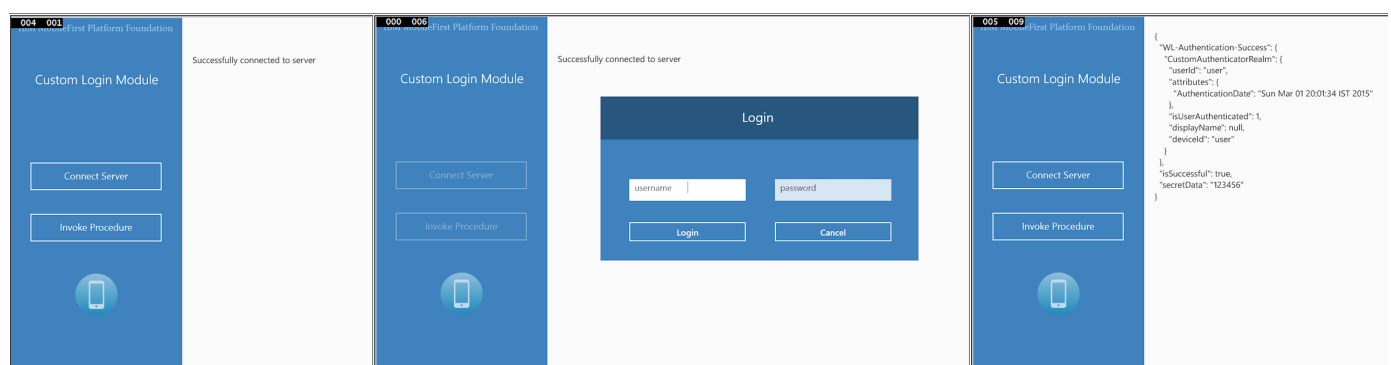 004 001
IBM MobileFirst Platform Foundation
Custom Login Module
Connect Server
Invoke Procedure
Successfully connected to server
000 006
IBM MobileFirst Platform Foundation
Custom Login Module
Connect Server
Invoke Procedure
Successfully connected to server
Login
username password
Login Cancel
005 009
IBM MobileFirst Platform Foundation
Custom Login Module
Connect Server
Invoke Procedure
{
"WL-Authentication-Success": {
"CustomAuthenticatorRealm": {
"userId": "user",
"attributes": {
"AuthenticationDate": "Sun Mar 01 20:01:34 IST 2015"
},
"isUserAuthenticated": 1,
"displayName": null,
"deviceId": "user"
}
},
"isSuccessful": true,
"secretData": "123456"
}